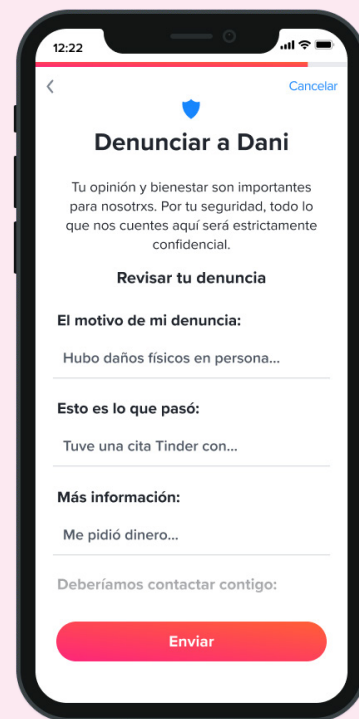 12:22
Cancelar
Denunciar a Dani
Tu opinión y bienestar son importantes
para nosotrxs. Por tu seguridad, todo lo
que nos cuentes aquí será estrictamente
confidencial.
Revisar tu denuncia
El motivo de mi denuncia:
Hubo daños físicos en persona...
Esto es lo que pasó:
Tuve una cita Tinder con...
Más información:
Me pidió dinero...
Deberíamos contactar contigo:
Enviar